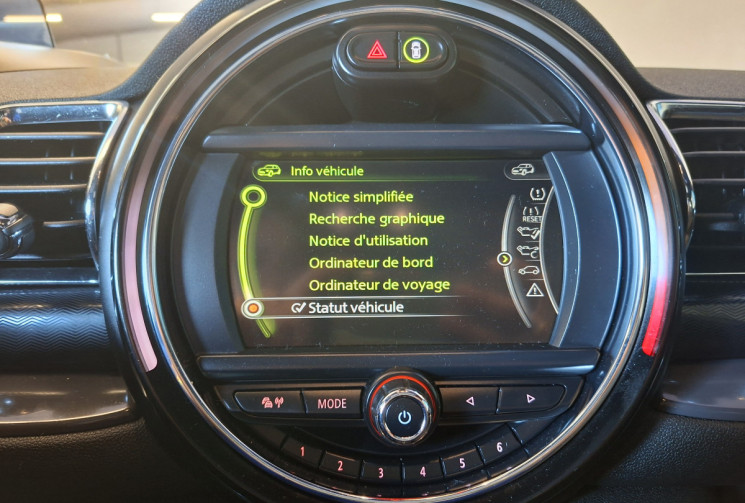 Info véhicule
Notice simplifiée
Recherche graphique
Notice d'utilisation
Ordinateur de bord
Ordinateur de voyage
Statut véhicule
RESET
MODE
1 2 3 4 5 6